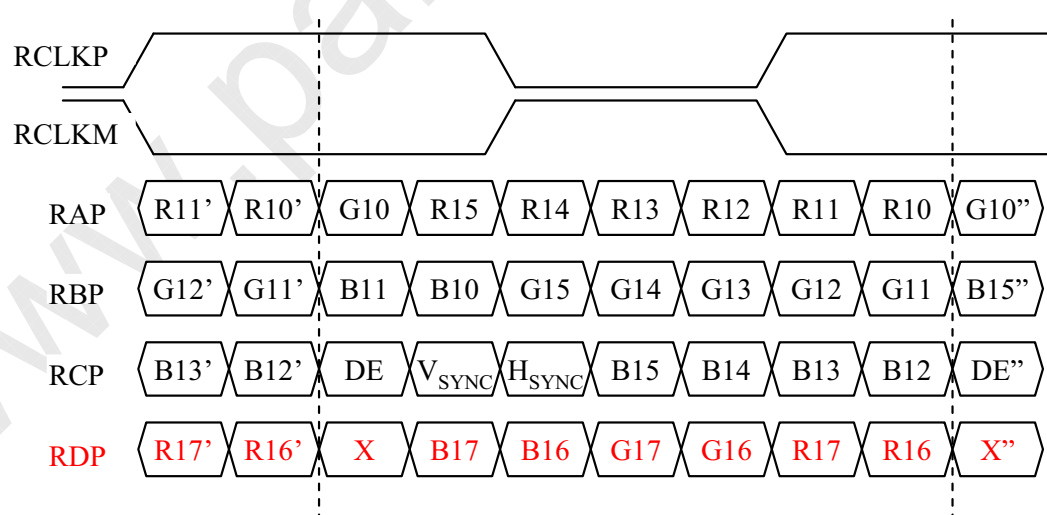 RCLKP
RCLKM
RAP R11’ R10’ G10 R15 R14 R13 R12 R11 R10 G10”
RBP G12’ G11’ B11 B10 G15 G14 G13 G12 G11 B15”
RCP B13’ B12’ DE VSYNC HSYNC B15 B14 B13 B12 DE”
RDP R17’ R16’ X B17 B16 G17 G16 R17 R16 X”